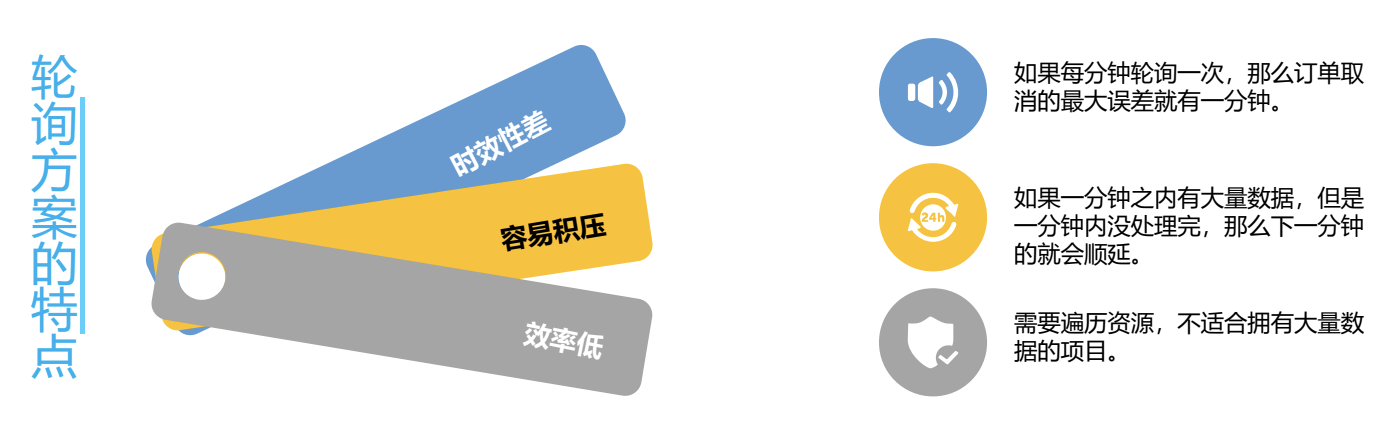 轮询方案的特点
时效性差
容易积压
效率低
如果每分钟轮询一次，那么订单取
消的最大误差就有一分钟。
24h
如果一分钟之内有大量数据，但是
一分钟内没处理完，那么下一分钟
的就会顺延。
需要遍历资源，不适合拥有大量数
据的项目。